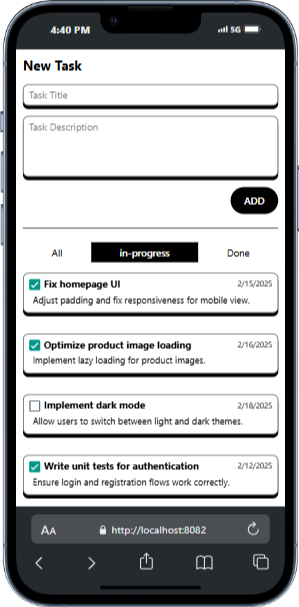 4:40 PM 5G
New Task
Task Title
Task Description
ADD
All in-progress Done
Fix homepage UI 2/15/2025
Adjust padding and fix responsiveness for mobile view.
Optimize product image loading 2/16/2025
Implement lazy loading for product images.
Implement dark mode 2/18/2025
Allow users to switch between light and dark themes.
Write unit tests for authentication 2/12/2025
Ensure login and registration flows work correctly.
AA http://localhost:8082